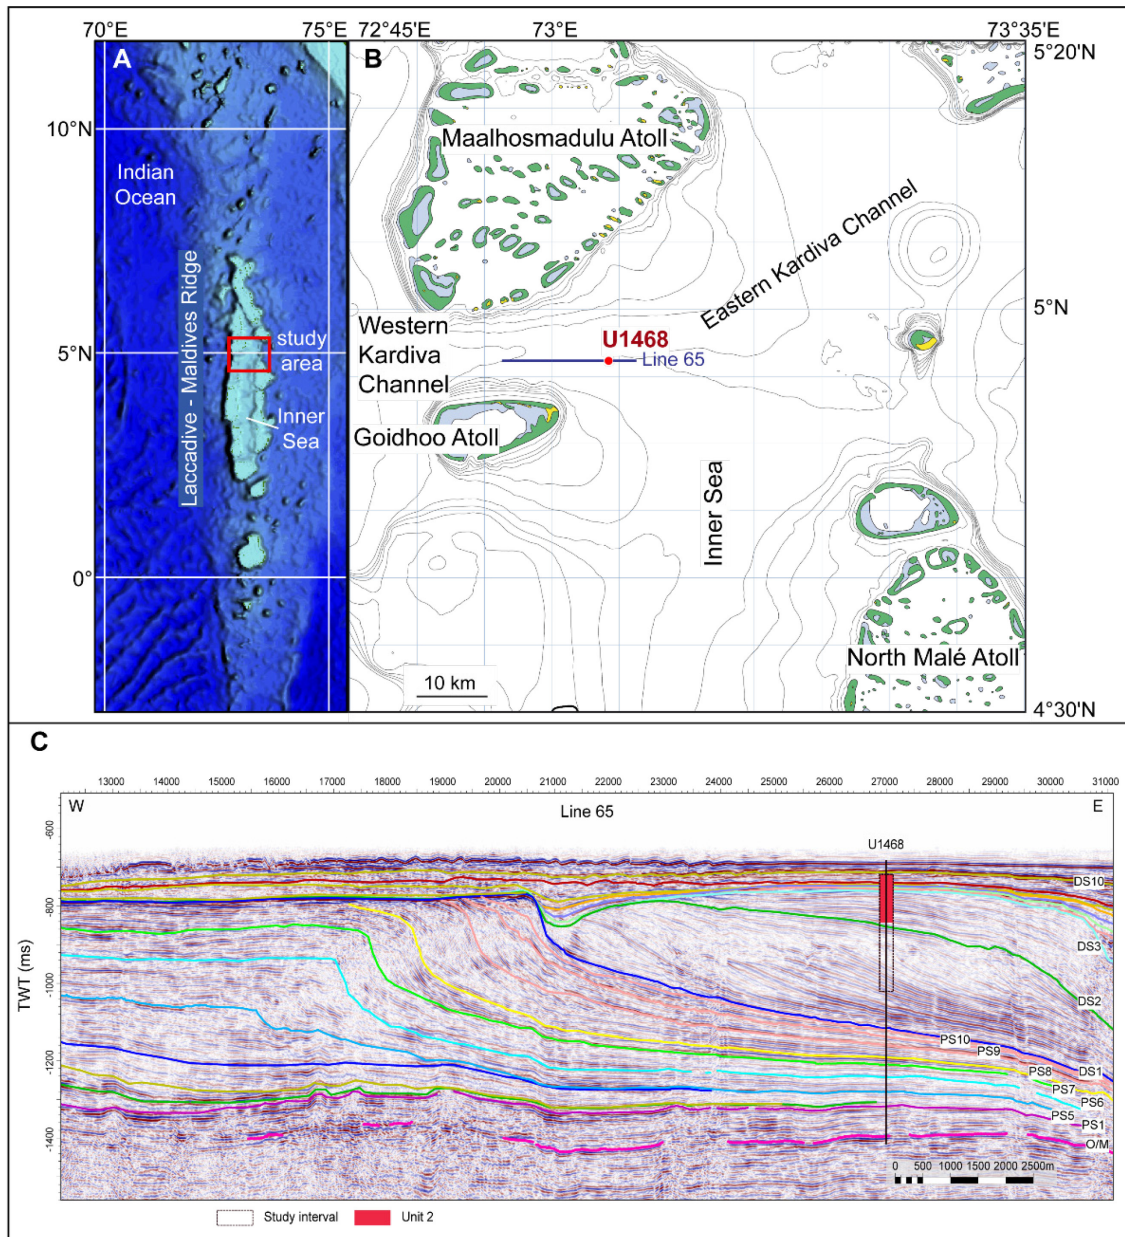 70°E
75°E
72°45'E
73°E
73°35'E
A
B
5°20'N
10°N
Indian
Ocean
Maalhosmadulu Atoll
Laccadive - Maldives Ridge
5°N
study
area
Inner
Sea
0°
Eastern Kardiva Channel
5°N
Western
Kardiva
Channel
U1468
Line 65
Goidhoo Atoll
Inner Sea
North Malé Atoll
10 km
4°30'N
C
13000 14000 15000 16000 17000 18000 19000 20000 21000 22000 23000 24000 25000 26000 27000 28000 29000 30000 31000
W
Line 65
E
U1468
TWT (ms)
-600
-800
-1000
-1200
-1400
DS10
DS3
DS2
PS10
PS9
DS1
PS8
PS7
PS6
PS5
PS1
O/M
0 500 1000 1500 2000 2500m
Study interval
Unit 2